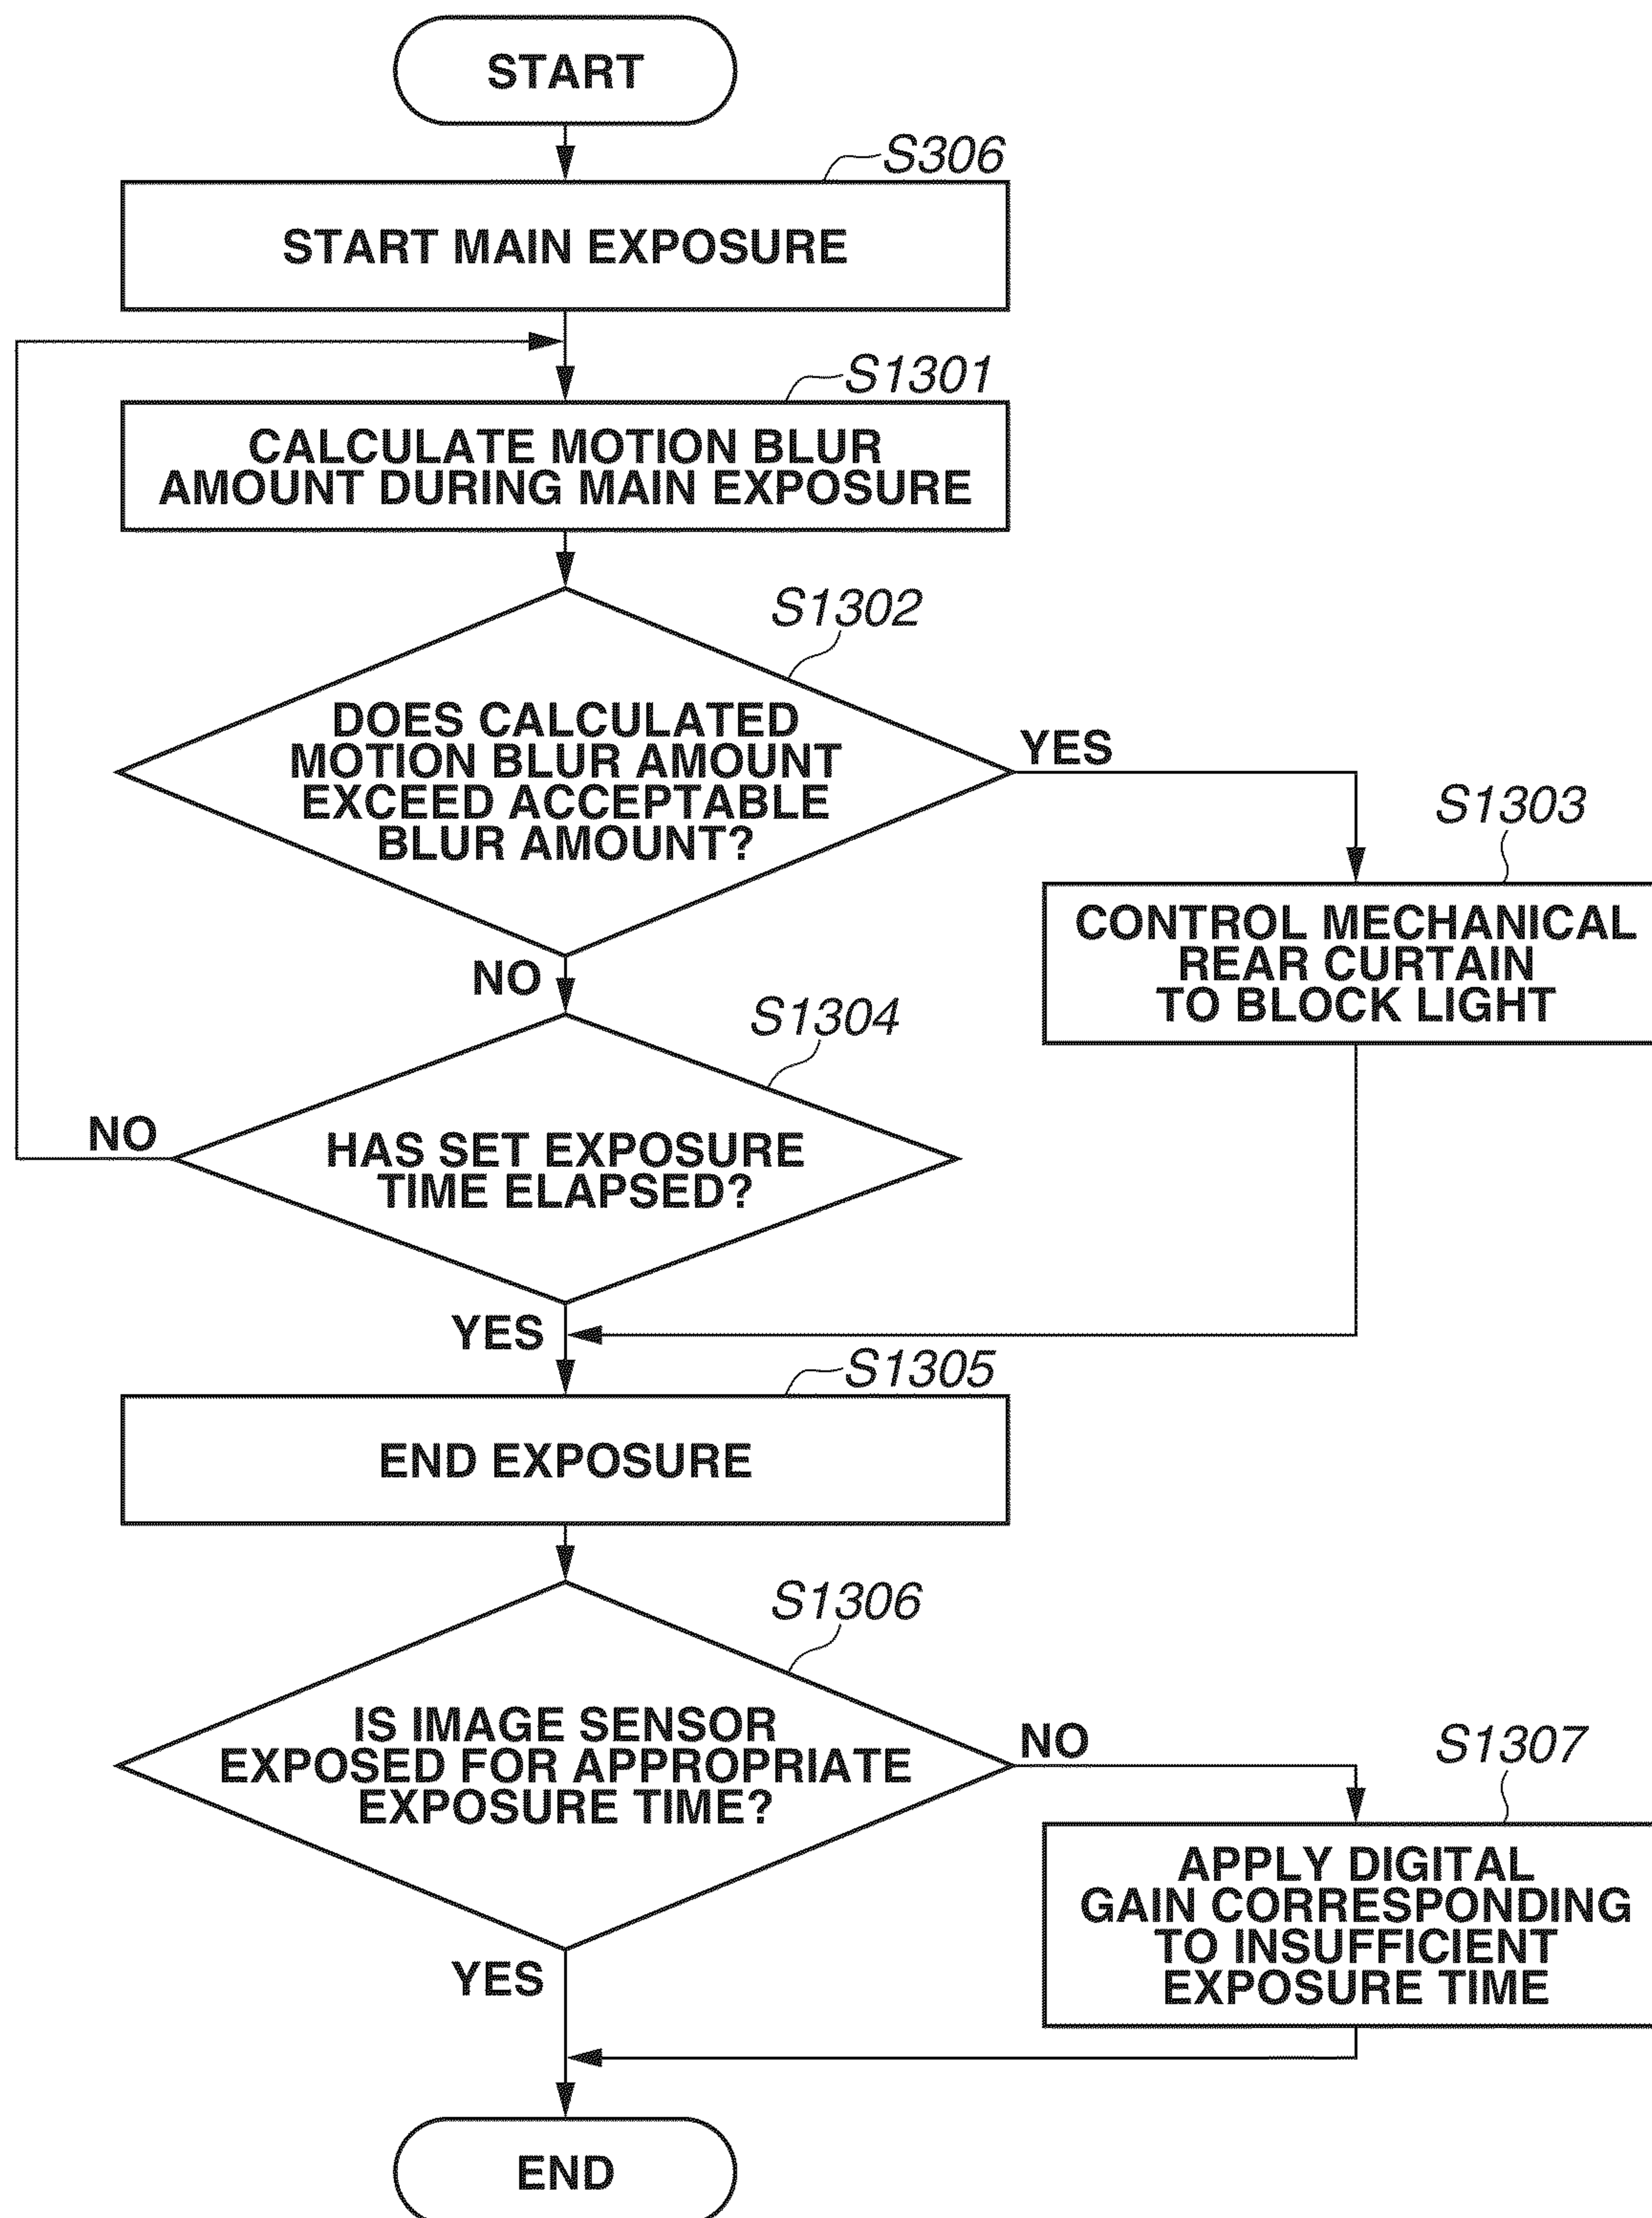 START
S306
START MAIN EXPOSURE
S1301
CALCULATE MOTION BLUR
AMOUNT DURING MAIN EXPOSURE
S1302
DOES CALCULATED
MOTION BLUR AMOUNT
EXCEED ACCEPTABLE
BLUR AMOUNT?
YES
S1303
CONTROL MECHANICAL
REAR CURTAIN
TO BLOCK LIGHT
NO
S1304
HAS SET EXPOSURE
TIME ELAPSED?
NO
YES
S1305
END EXPOSURE
S1306
IS IMAGE SENSOR
EXPOSED FOR APPROPRIATE
EXPOSURE TIME?
NO
S1307
APPLY DIGITAL
GAIN CORRESPONDING
TO INSUFFICIENT
EXPOSURE TIME
YES
END